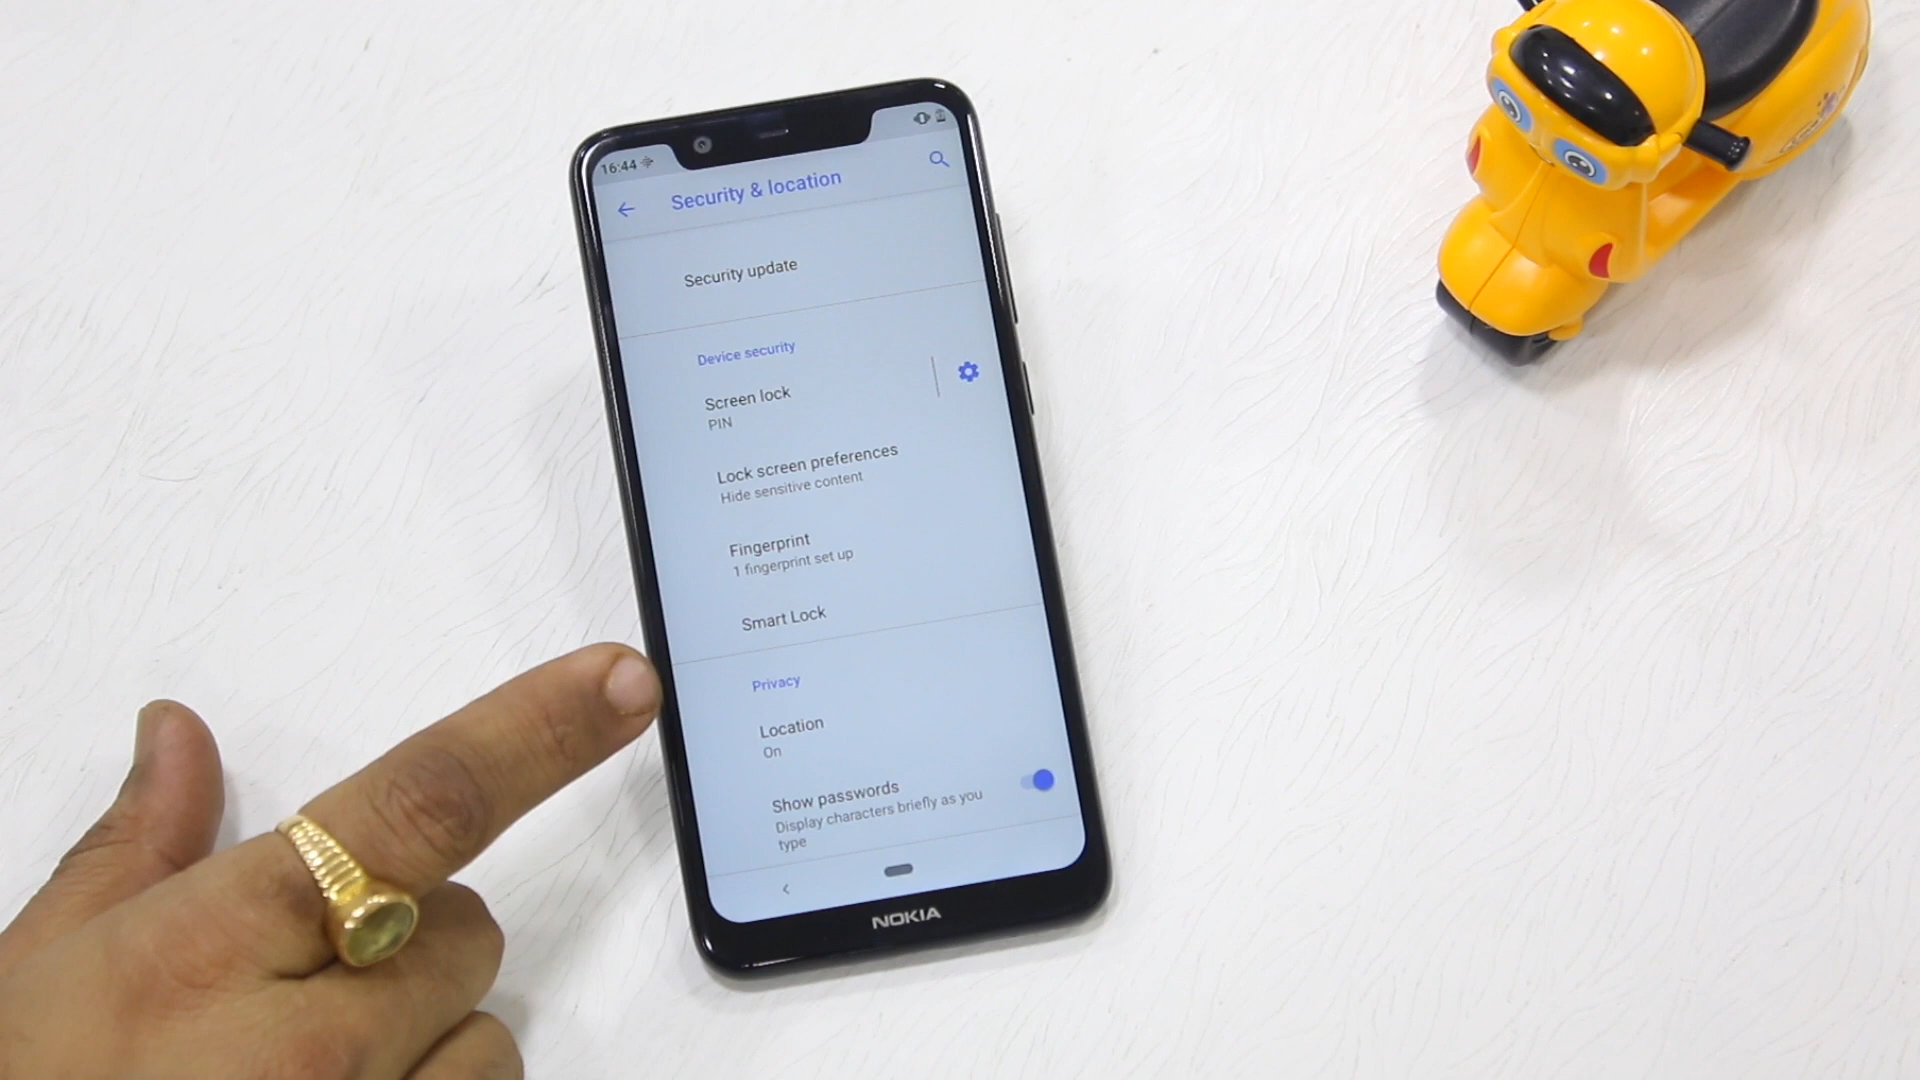 16:44
Security & location
Security update
Device security
Screen lock
PIN
Lock screen preferences
Hide sensitive content
Fingerprint
1 fingerprint set up
Smart Lock
Privacy
Location
On
Show passwords
Display characters briefly as you
type
NOKIA